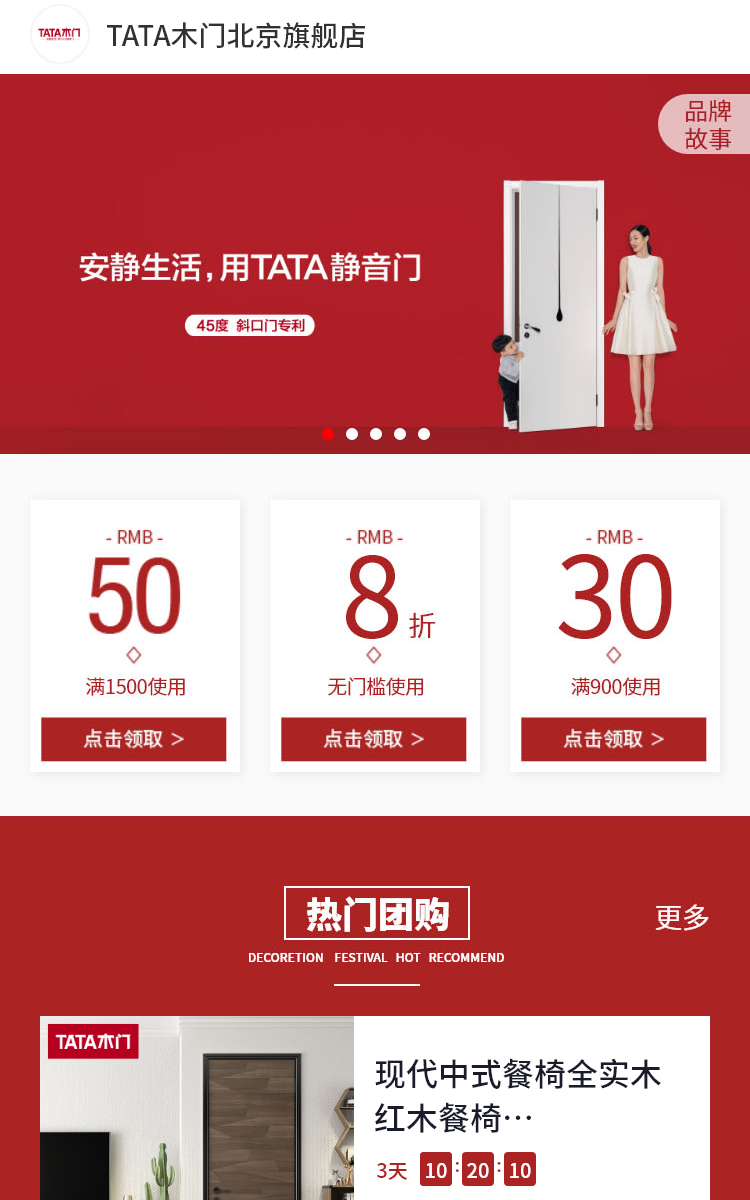 TATA木门
TATA木门北京旗舰店
品牌
故事
安静生活，用TATA静音门
45度 斜口门专利
- RMB -
50
满1500使用
点击领取 >
- RMB -
8折
无门槛使用
点击领取 >
- RMB -
30
满900使用
点击领取 >
热门团购
更多
DECORETION FESTIVAL HOT RECOMMEND
TATA木门
现代中式餐椅全实木
红木餐椅…
3天 10:20:10